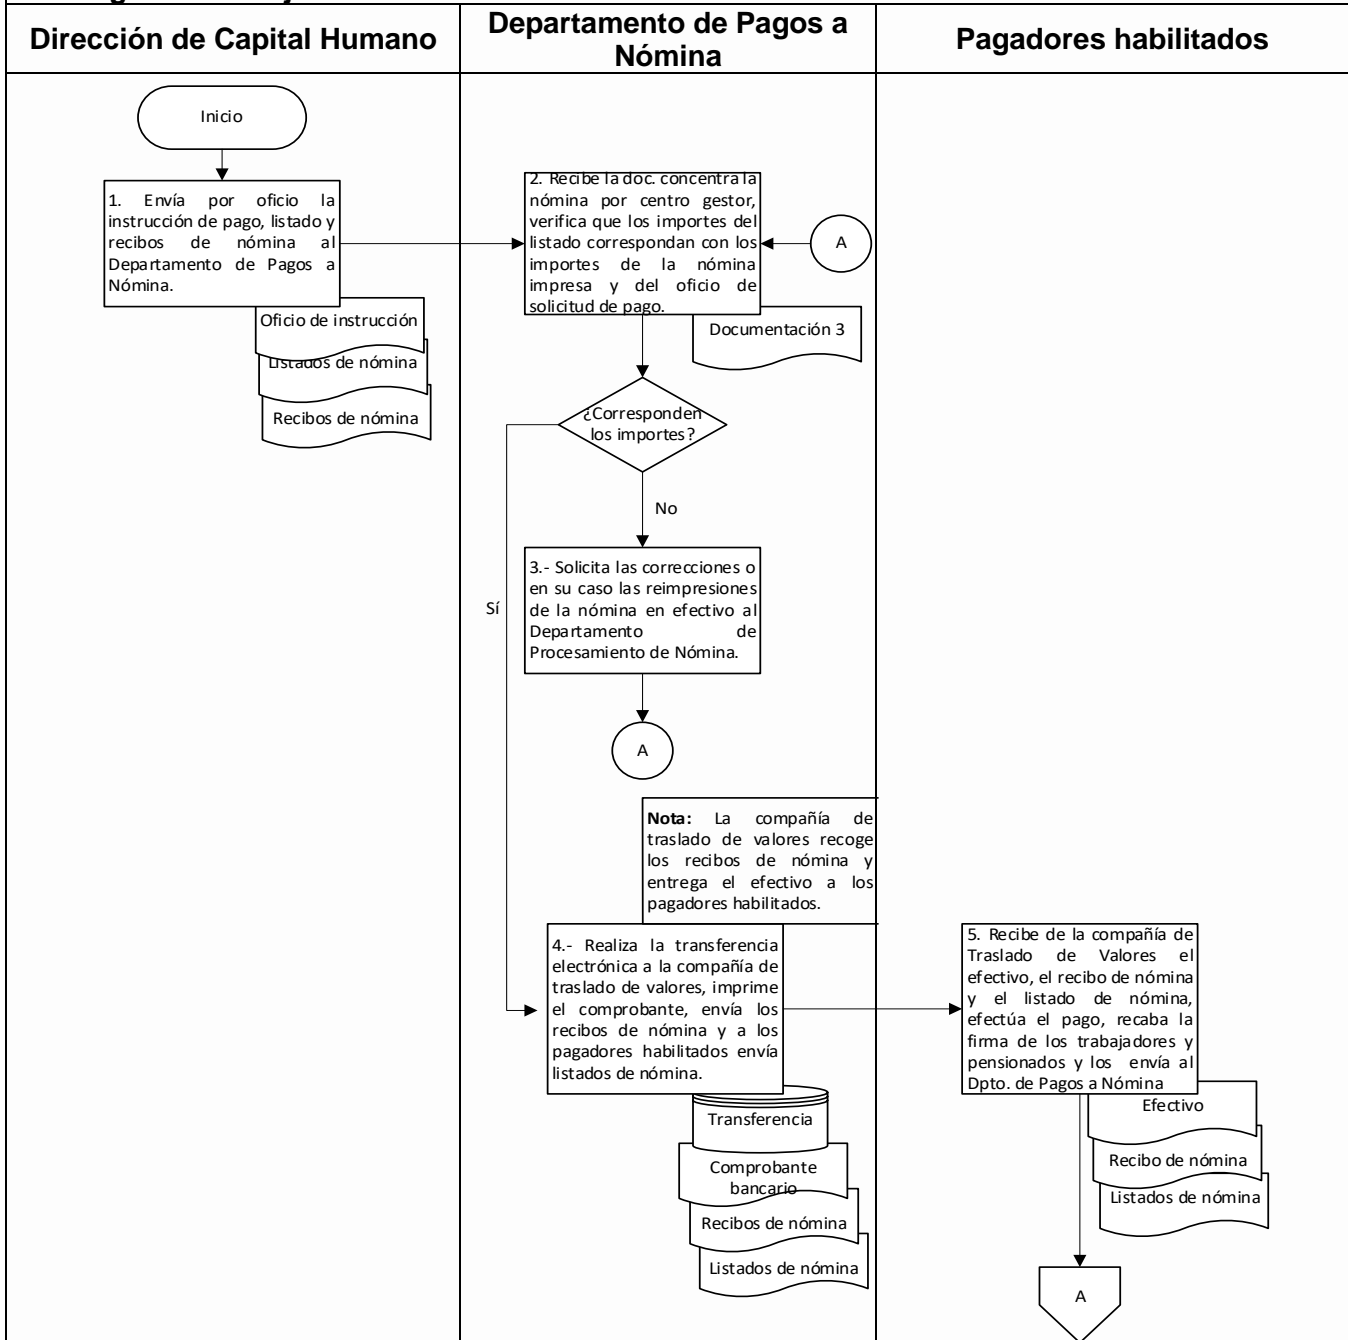 Dirección de Capital Humano
Departamento de Pagos a
Nómina
Pagadores habilitados
Inicio
1. Envía por oficio la
instrucción de pago, listado y
recibos de nómina al
Departamento de Pagos a
Nómina.
Oficio de instrucción
Listados de nómina
Recibos de nómina
2. Recibe la doc. concentra la
nómina por centro gestor,
verifica que los importes del
listado correspondan con los
importes de la nómina
impresa y del oficio de
solicitud de pago.
A
Documentación 3
¿Corresponden
los importes?
No
Sí
3.- Solicita las correcciones o
en su caso las reimpresiones
de la nómina en efectivo al
Departamento de
Procesamiento de Nómina.
A
Nota: La compañía de
traslado de valores recoge
los recibos de nómina y
entrega el efectivo a los
pagadores habilitados.
4.- Realiza la transferencia
electrónica a la compañía de
traslado de valores, imprime
el comprobante, envía los
recibos de nómina y a los
pagadores habilitados envía
listados de nómina.
Transferencia
Comprobante
bancario
Recibos de nómina
Listados de nómina
5. Recibe de la compañía de
Traslado de Valores el
efectivo, el recibo de nómina
y el listado de nómina,
efectúa el pago, recaba la
firma de los trabajadores y
pensionados y los envía al
Dpto. de Pagos a Nómina
Efectivo
Recibo de nómina
Listados de nómina
A